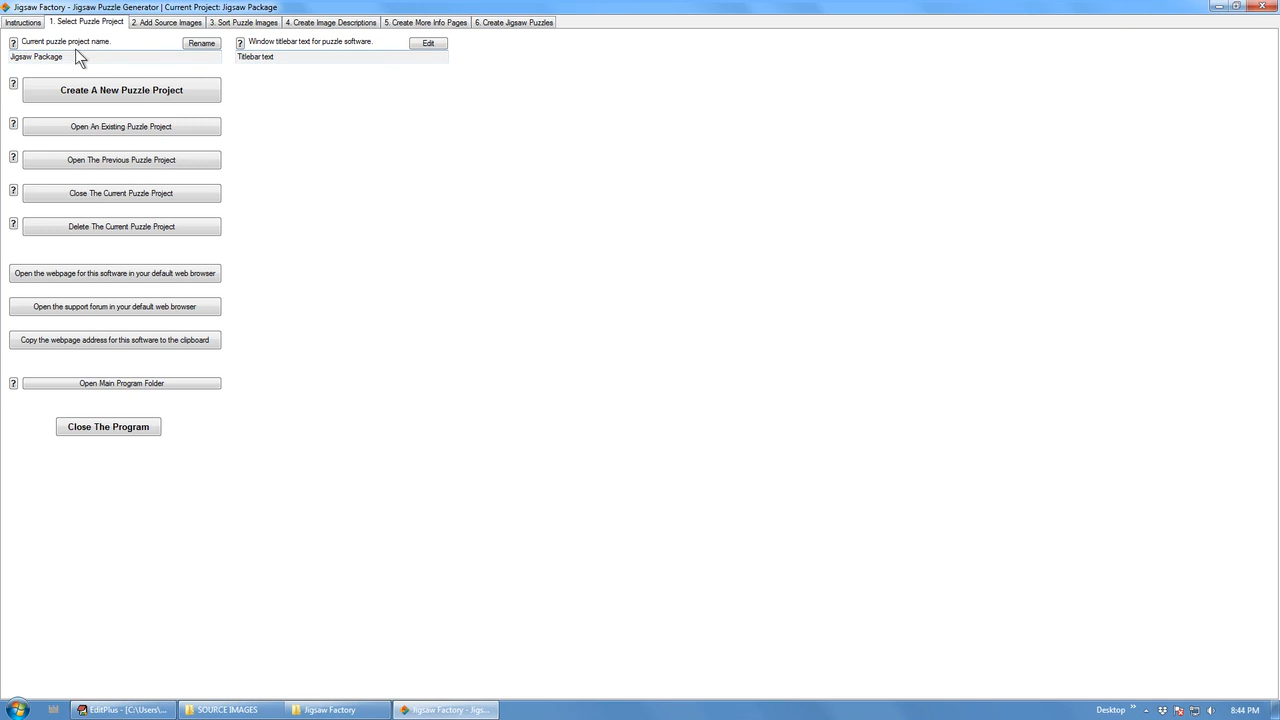 Jigsaw Factory - Jigsaw Puzzle Generator | Current Project: Jigsaw Package
Instructions 1. Select Puzzle Project 2. Add Source Images 3. Sort Puzzle Images 4. Create Image Descriptions 5. Create More Info Pages 6. Create Jigsaw Puzzles
? Current puzzle project name. Rename ? Window titlebar text for puzzle software. Edit
Jigsaw Package Titlebar text
? Create A New Puzzle Project
? Open An Existing Puzzle Project
? Open The Previous Puzzle Project
? Close The Current Puzzle Project
? Delete The Current Puzzle Project
Open the webpage for this software in your default web browser
Open the support forum in your default web browser
Copy the webpage address for this software to the clipboard
? Open Main Program Folder
Close The Program
EditPlus - [C:\Users\... SOURCE IMAGES Jigsaw Factory Jigsaw Factory - Jigs... Desktop 8:44 PM